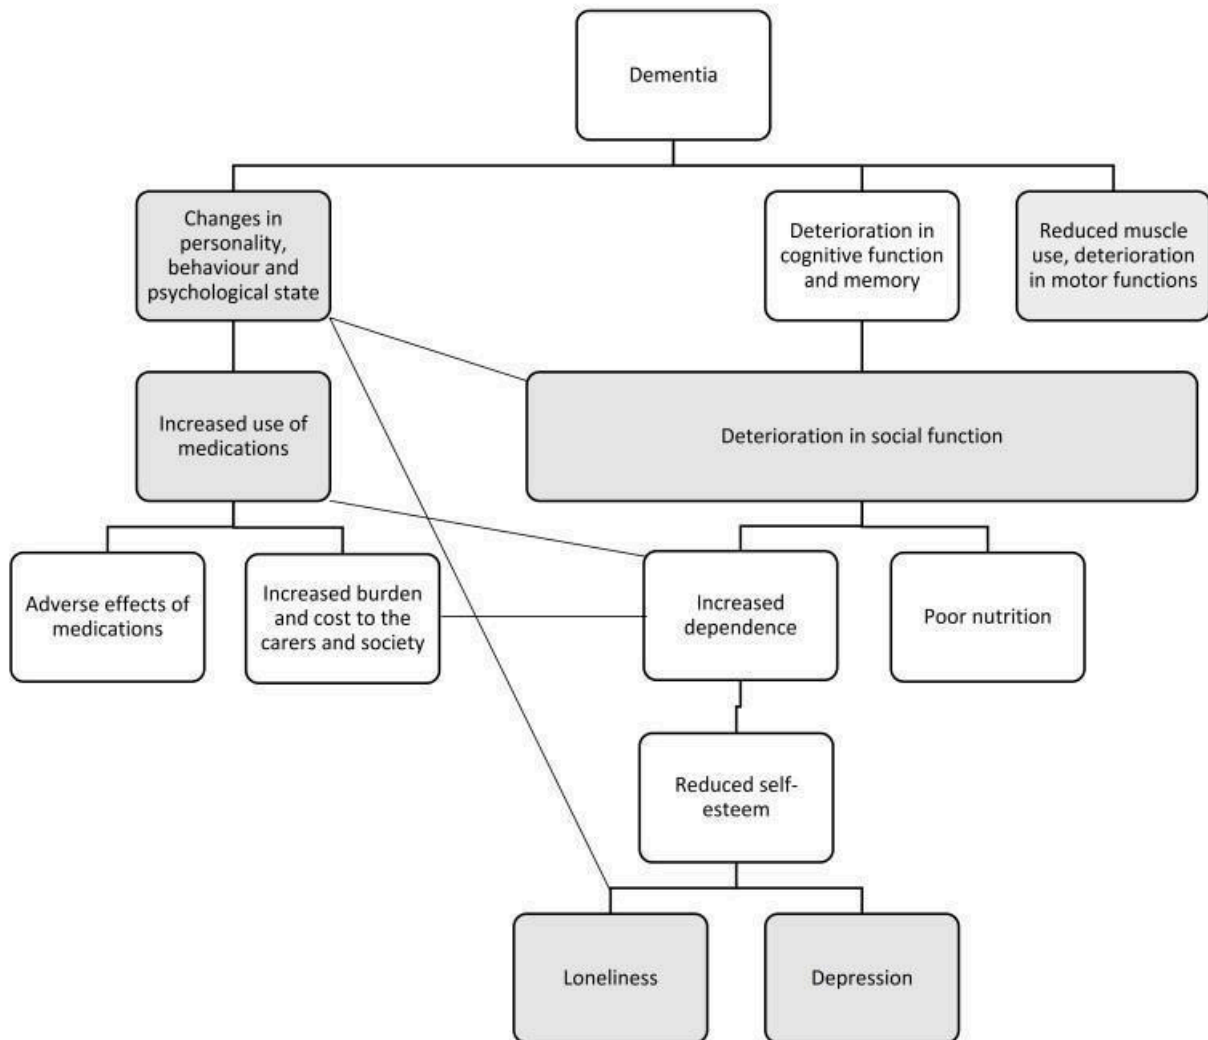 Dementia
Changes in
personality,
behaviour and
psychological state
Deterioration in
cognitive function
and memory
Reduced muscle
use, deterioration
in motor functions
Increased use of
medications
Deterioration in social function
Adverse effects of
medications
Increased burden
and cost to the
carers and society
Increased
dependence
Poor nutrition
Reduced self-
esteem
Loneliness
Depression